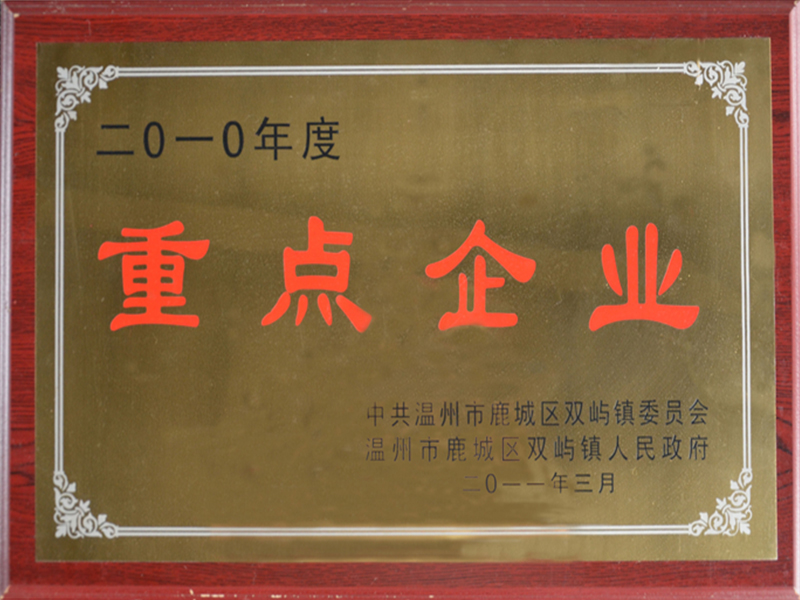 二0一0年度
重点企业
中共温州市鹿城区双屿镇委员会
温州市鹿城区双屿镇人民政府
二0一一年三月